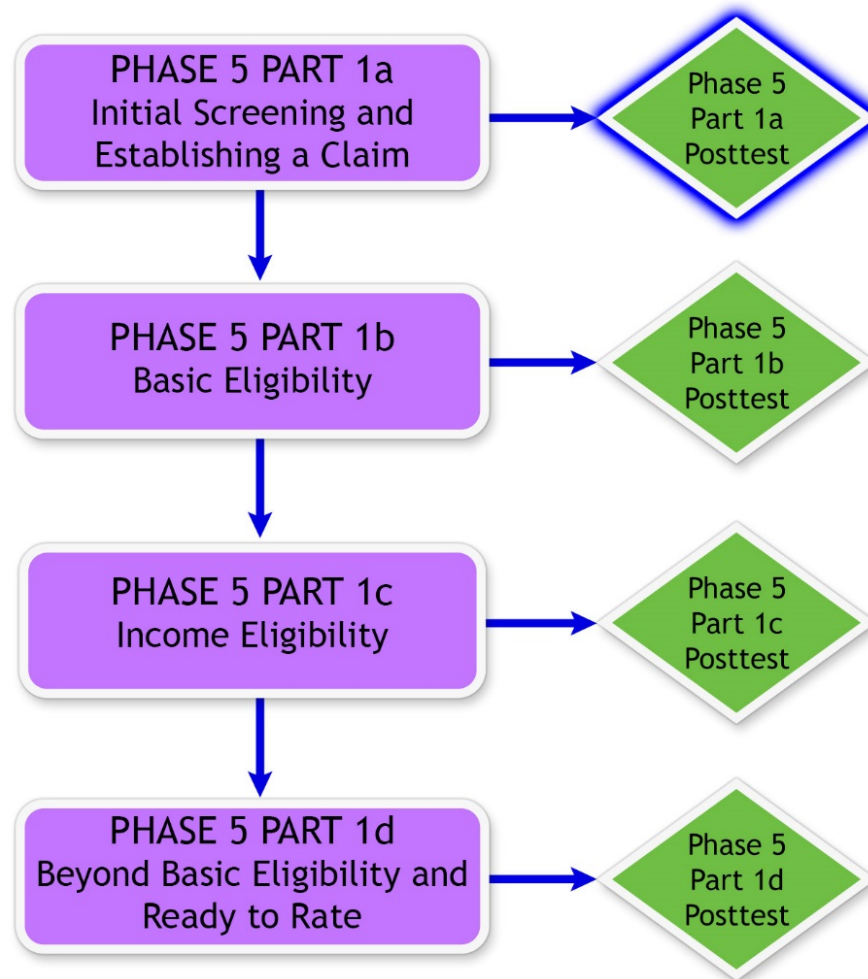 PHASE 5 PART 1a
Initial Screening and
Establishing a Claim
Phase 5
Part 1a
Posttest
PHASE 5 PART 1b
Basic Eligibility
Phase 5
Part 1b
Posttest
PHASE 5 PART 1c
Income Eligibility
Phase 5
Part 1c
Posttest
PHASE 5 PART 1d
Beyond Basic Eligibility and
Ready to Rate
Phase 5
Part 1d
Posttest